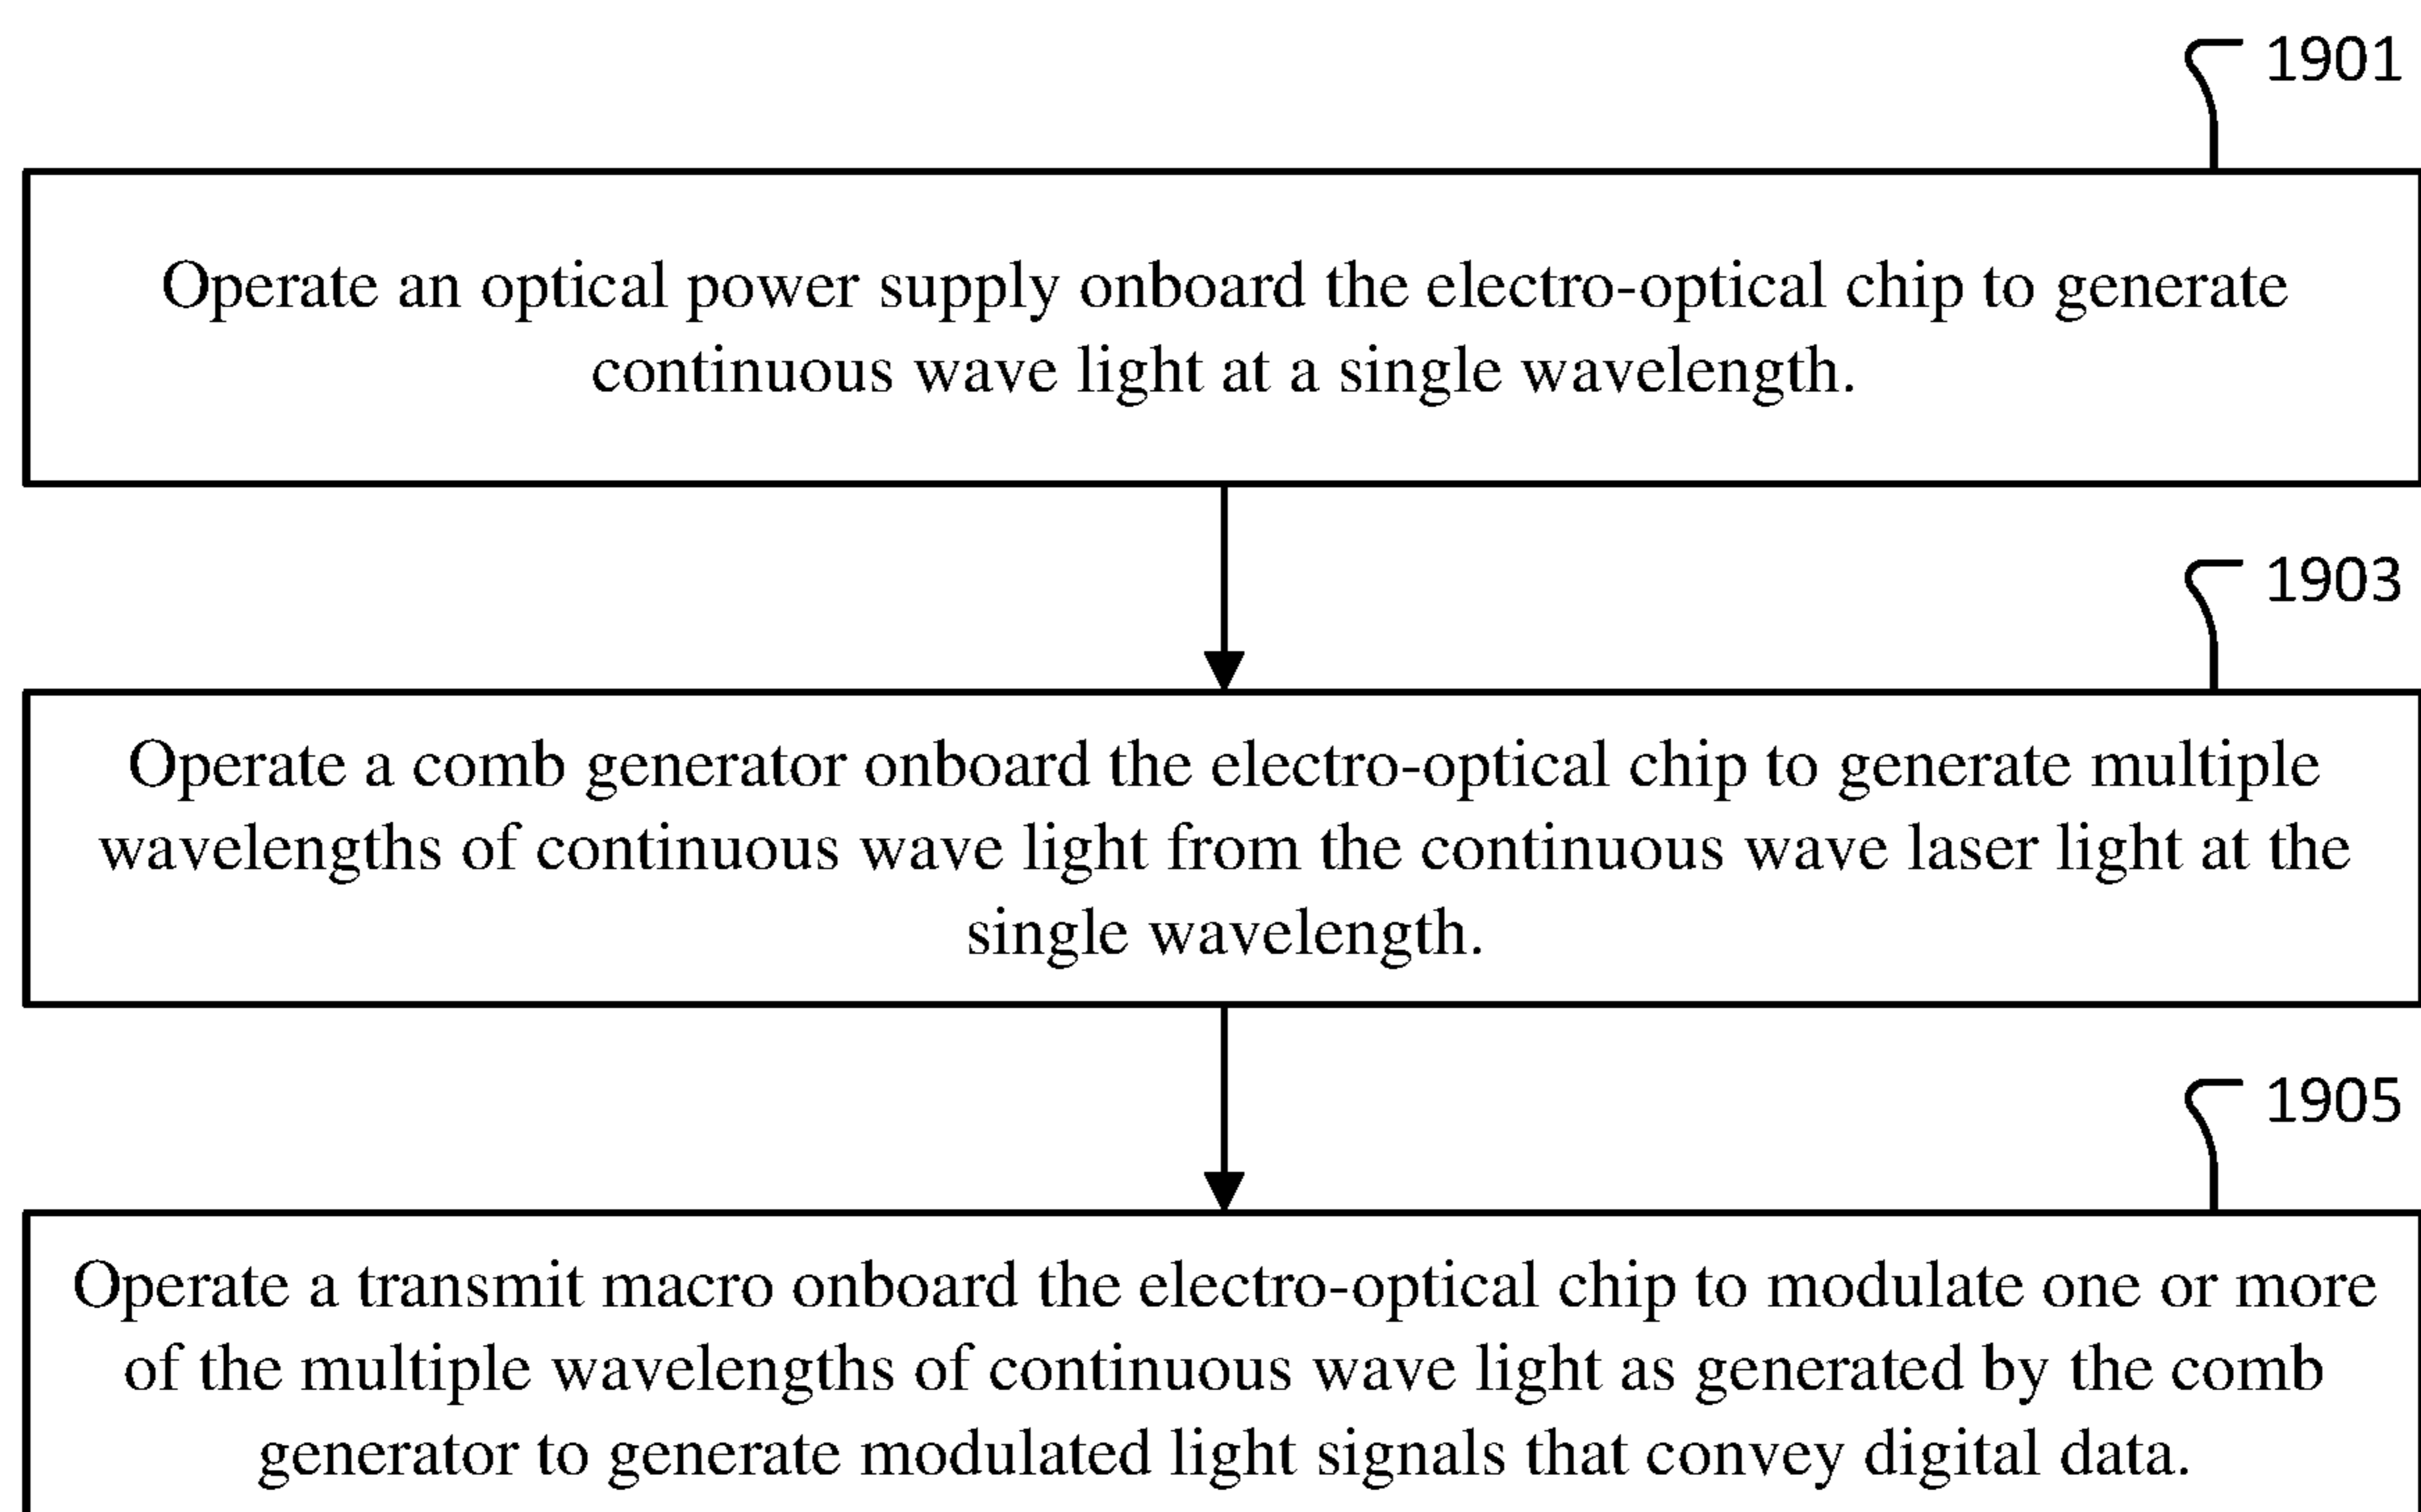 1901
Operate an optical power supply onboard the electro-optical chip to generate
continuous wave light at a single wavelength.
1903
Operate a comb generator onboard the electro-optical chip to generate multiple
wavelengths of continuous wave light from the continuous wave laser light at the
single wavelength.
1905
Operate a transmit macro onboard the electro-optical chip to modulate one or more
of the multiple wavelengths of continuous wave light as generated by the comb
generator to generate modulated light signals that convey digital data.